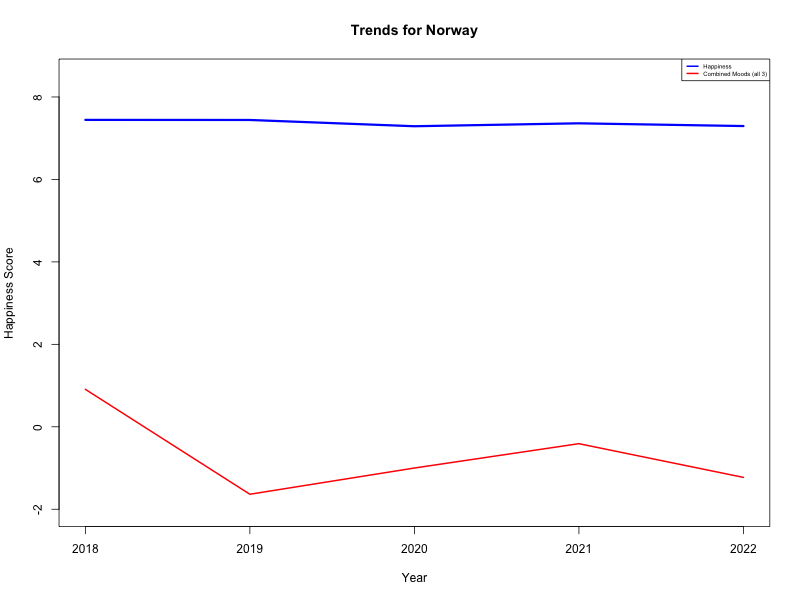 Trends for Norway
Happiness
Combined Moods (all 3)
Happiness Score
8
6
4
2
0
-2
2018 2019 2020 2021 2022
Year